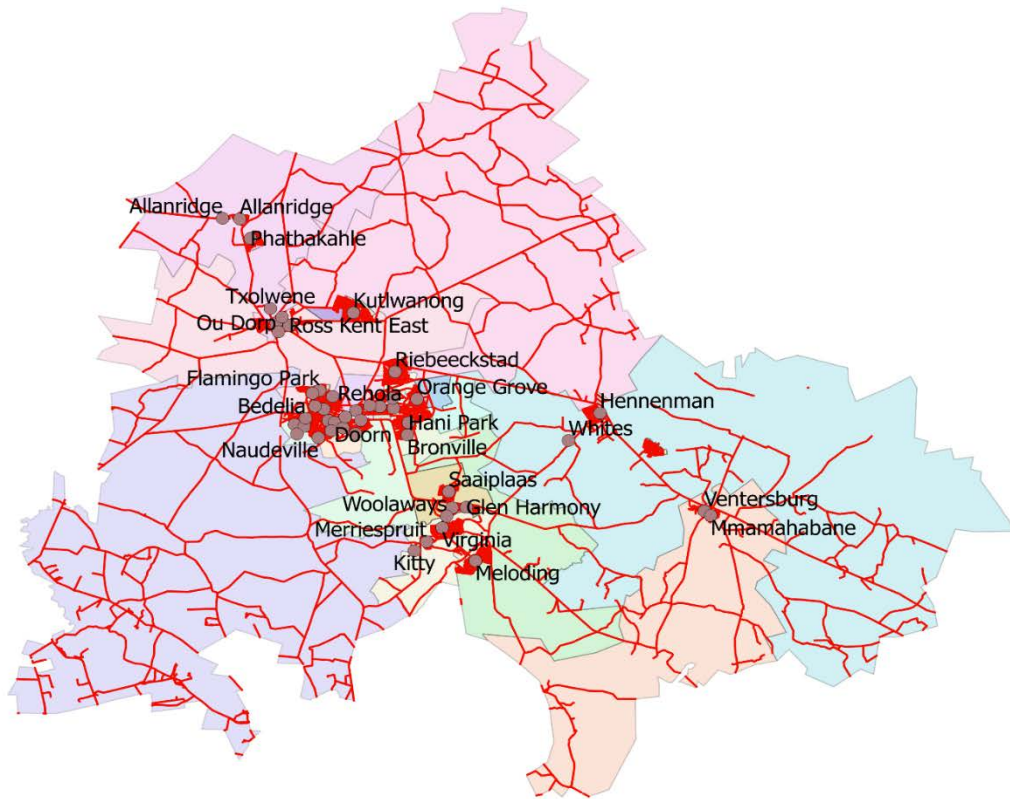 Allanridge
Allanridge
Phathakahle
Txolwene
Kutlwanong
Ou Dorp
Ross Kent East
Riebeeckstad
Flamingo Park
Rehola
Orange Grove
Bedelia
Hennenman
Hani Park
Doorn
Whites
Naudeville
Bronville
Saaiplaas
Woolaways
Glen Harmony
Ventersburg
Merriespruit
Mmamahabane
Virginia
Kitty
Meloding